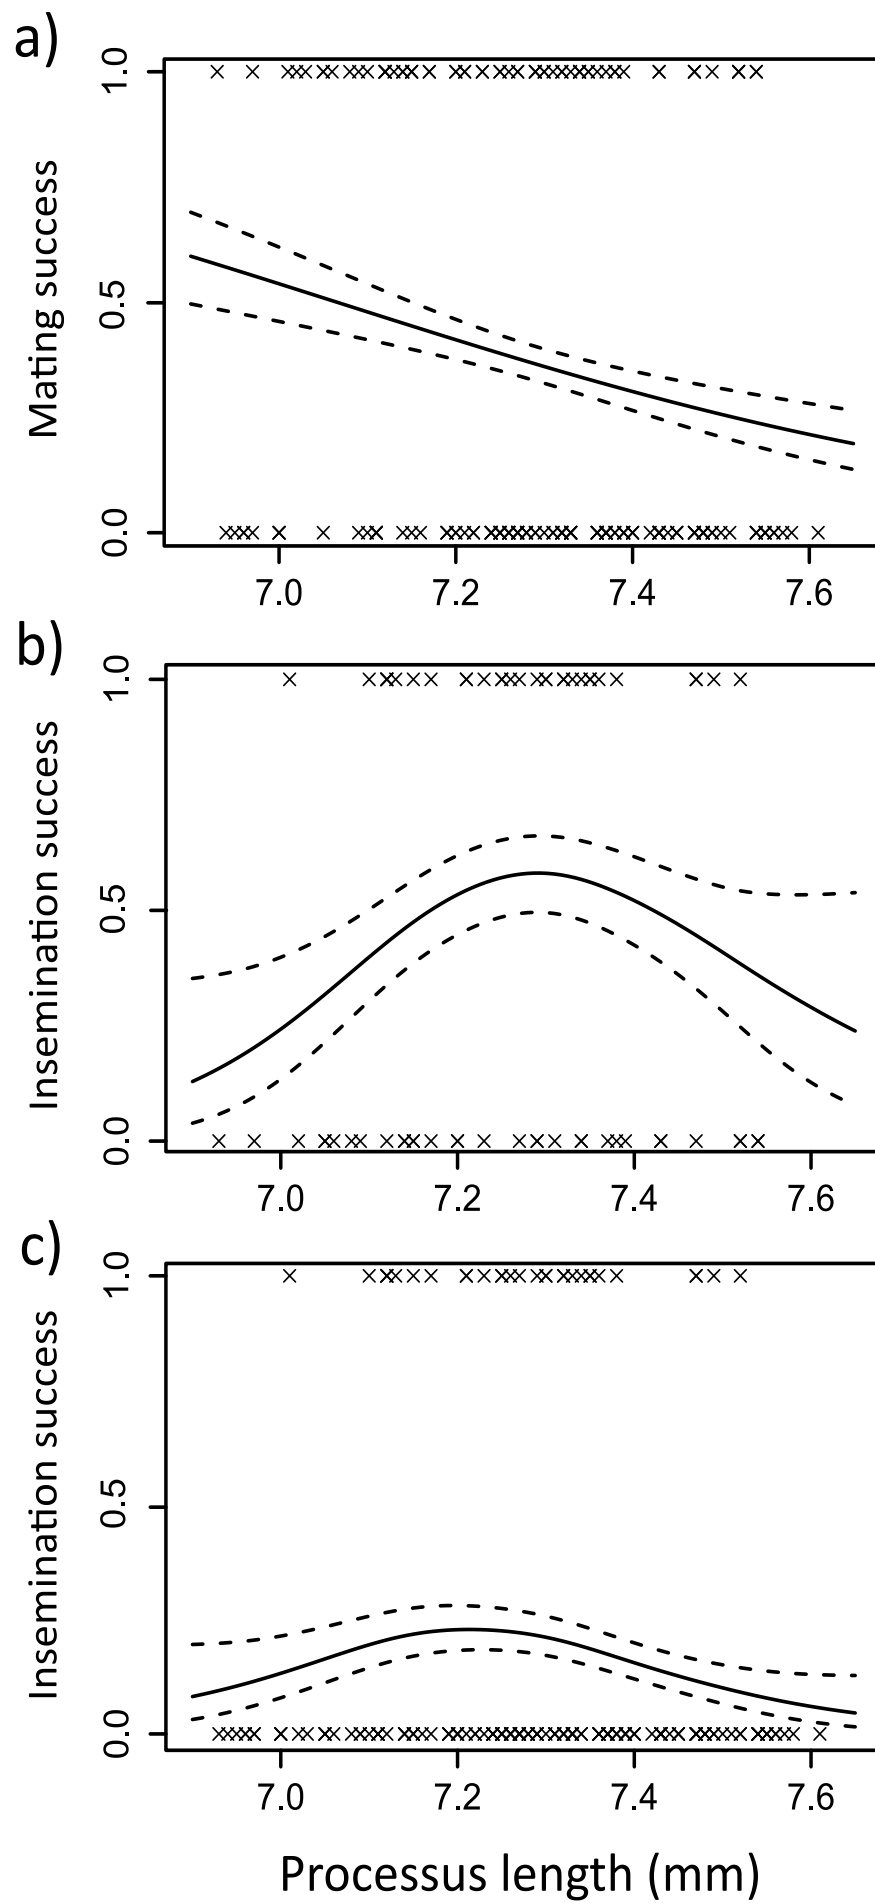 a)
Mating success
1.0
0.5
0.0
7.0 7.2 7.4 7.6
b)
Insemination success
1.0
0.5
0.0
7.0 7.2 7.4 7.6
c)
Insemination success
1.0
0.5
0.0
7.0 7.2 7.4 7.6
Processus length (mm)